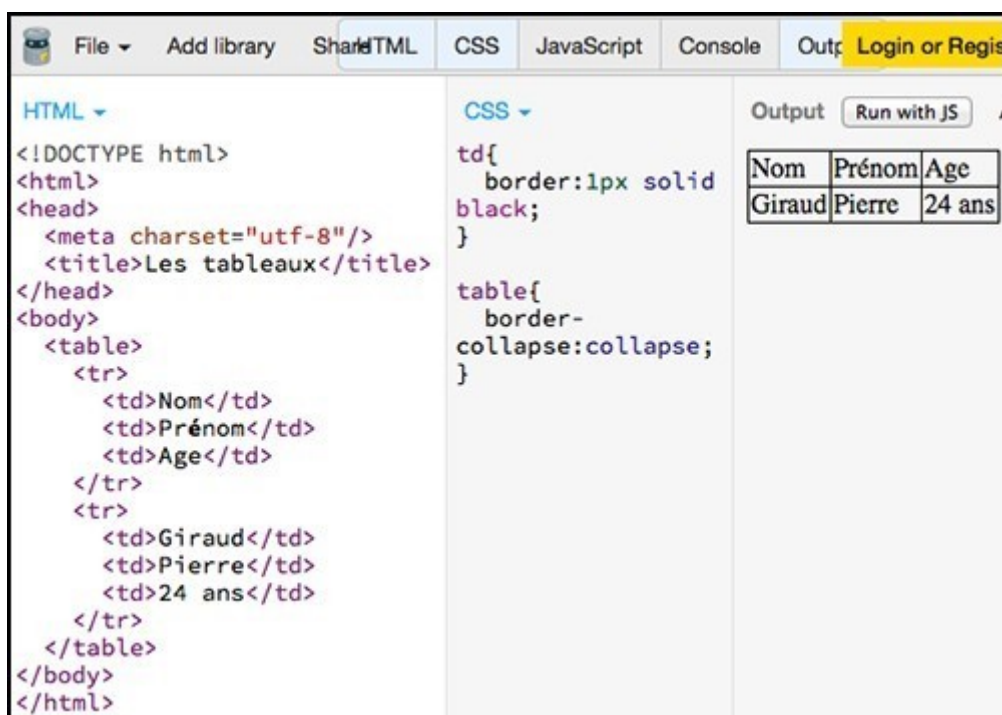 File Add library Share HTML CSS JavaScript Console Outp Login or Regis
HTML
<!DOCTYPE html>
<html>
<head>
  <meta charset="utf-8"/>
  <title>Les tableaux</title>
</head>
<body>
  <table>
    <tr>
      <td>Nom</td>
      <td>Prénom</td>
      <td>Age</td>
    </tr>
    <tr>
      <td>Giraud</td>
      <td>Pierre</td>
      <td>24 ans</td>
    </tr>
  </table>
</body>
</html>
CSS
td{
  border:1px solid
black;
}
table{
  border-
collapse:collapse;
}
Output Run with JS
Nom Prénom Age
Giraud Pierre 24 ans